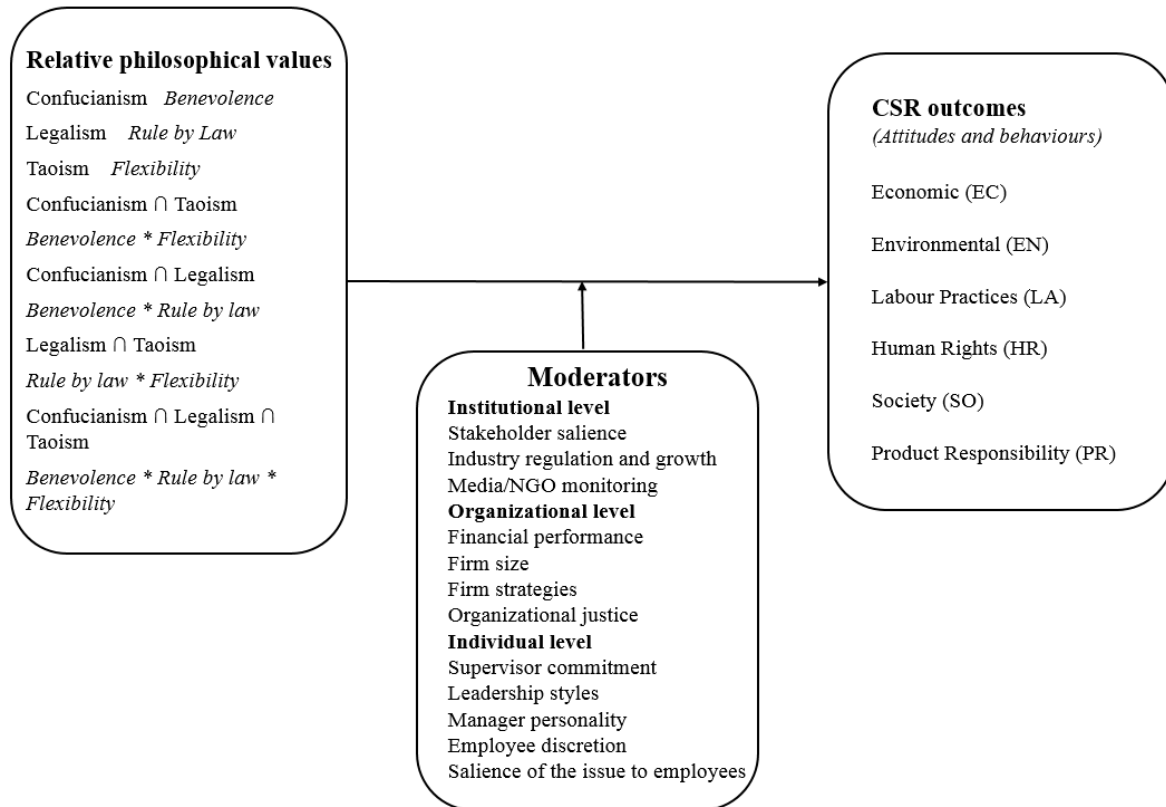 Relative philosophical values
Confucianism Benevolence
Legalism Rule by Law
Taoism Flexibility
Confucianism ∩ Taoism
Benevolence * Flexibility
Confucianism ∩ Legalism
Benevolence * Rule by law
Legalism ∩ Taoism
Rule by law * Flexibility
Confucianism ∩ Legalism ∩
Taoism
Benevolence * Rule by law *
Flexibility
Moderators
Institutional level
Stakeholder salience
Industry regulation and growth
Media/NGO monitoring
Organizational level
Financial performance
Firm size
Firm strategies
Organizational justice
Individual level
Supervisor commitment
Leadership styles
Manager personality
Employee discretion
Salience of the issue to employees
CSR outcomes
(Attitudes and behaviours)
Economic (EC)
Environmental (EN)
Labour Practices (LA)
Human Rights (HR)
Society (SO)
Product Responsibility (PR)